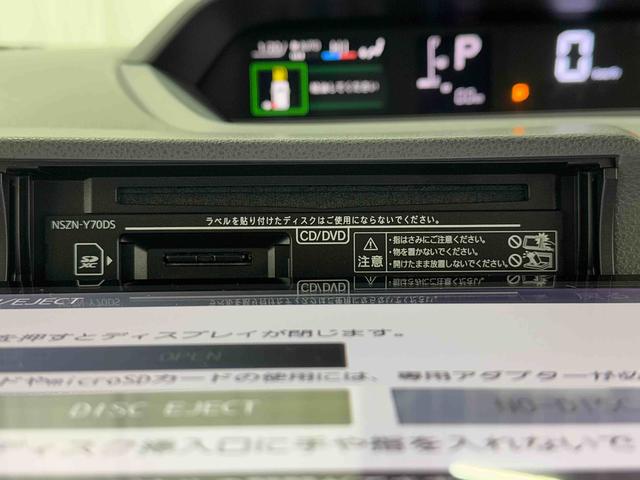 P
0
NSZN-Y70DS
ラベルを貼り付けたディスクはご使用にならないでください。
CD/DVD
注意
・指はさみにご注意ください。
・物を置かないでください。
・開けたまま放置しないでください。
SD XC
/EJECT
を押すとディスプレイが閉じます。
OPEN
ドやmicroSDカードの使用には、専用アダプターや
DISC EJECT
ディスク挿入口に手や指を入れないで